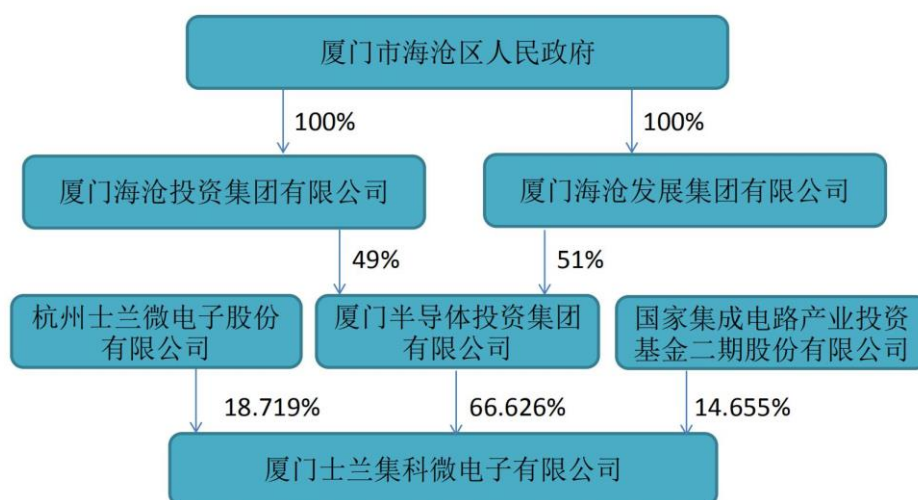 厦门市海沧区人民政府
100%
100%
厦门海沧投资集团有限公司
厦门海沧发展集团有限公司
49%
51%
杭州士兰微电子股份
有限公司
厦门半导体投资集团
有限公司
国家集成电路产业投资
基金二期股份有限公司
18.719%
66.626%
14.655%
厦门士兰集科微电子有限公司